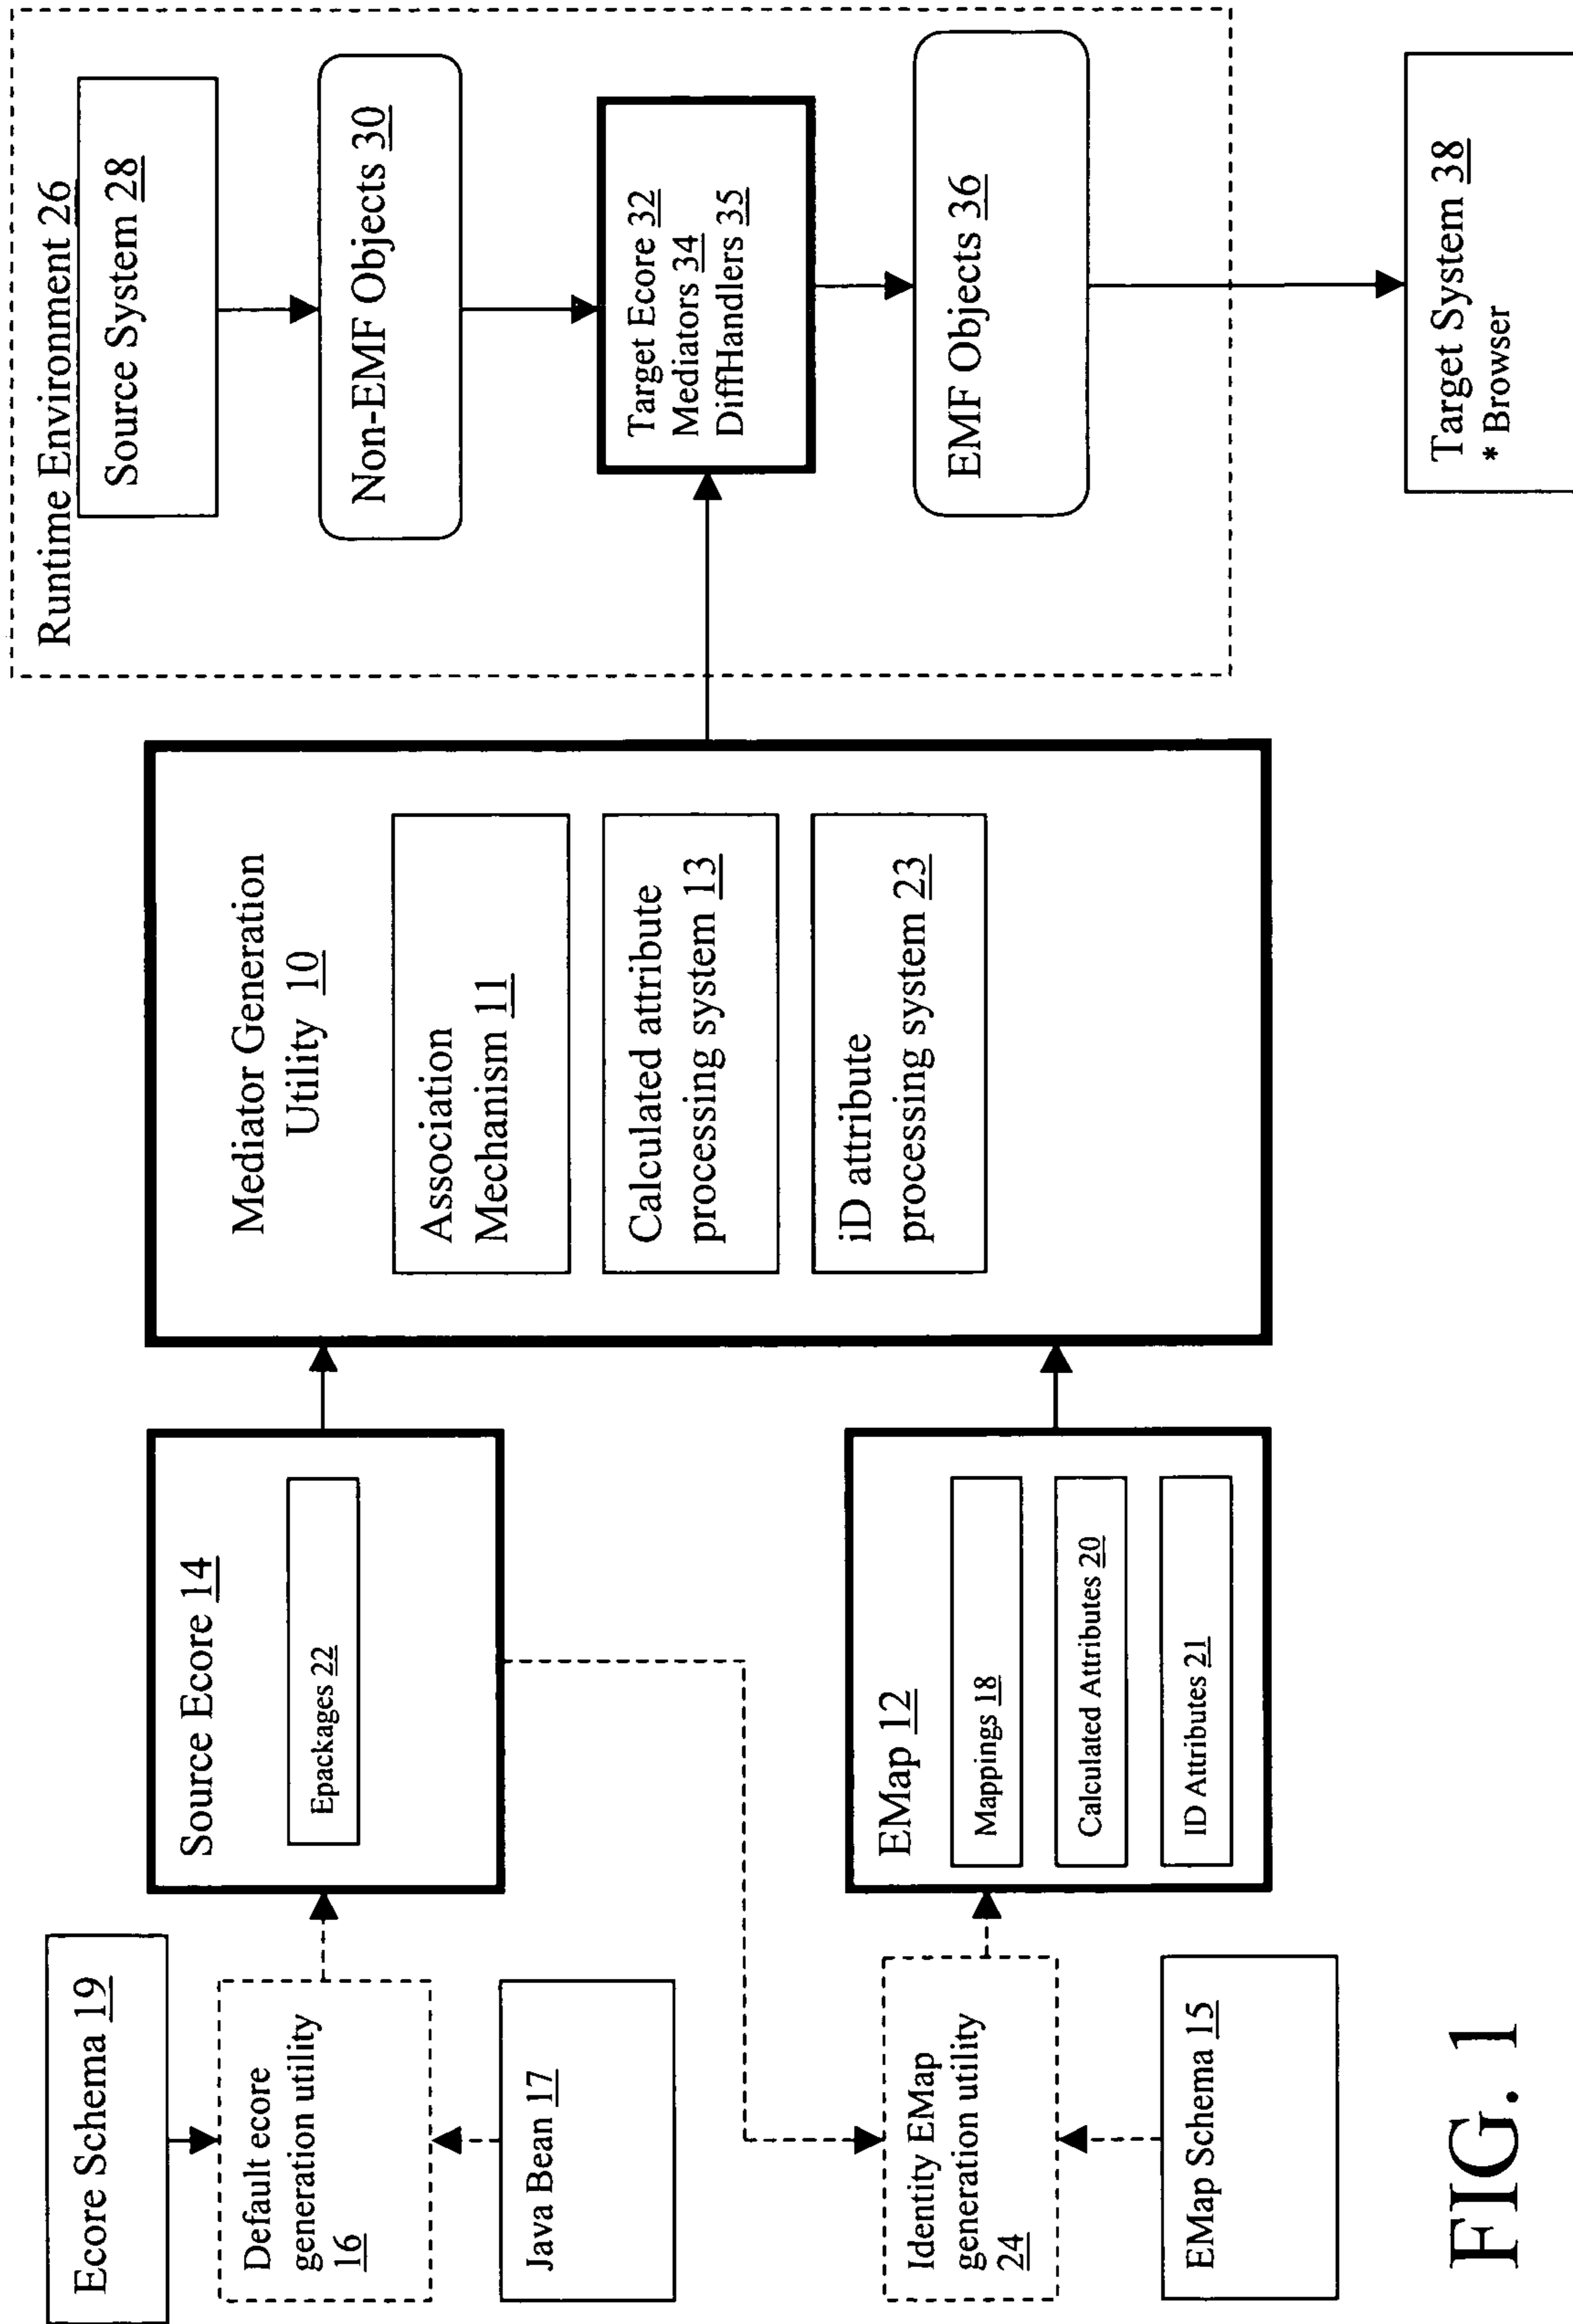 Ecore Schema 19
Default ecore
generation utility
16
Java Bean 17
Source Ecore 14
Epackages 22
Identity EMap
generation utility
24
EMap Schema 15
EMap 12
Mappings 18
Calculated Attributes 20
ID Attributes 21
Mediator Generation
Utility 10
Association
Mechanism 11
Calculated attribute
processing system 13
iD attribute
processing system 23
Runtime Environment 26
Source System 28
Non-EMF Objects 30
Target Ecore 32
Mediators 34
DiffHandlers 35
EMF Objects 36
Target System 38
* Browser
FIG. 1